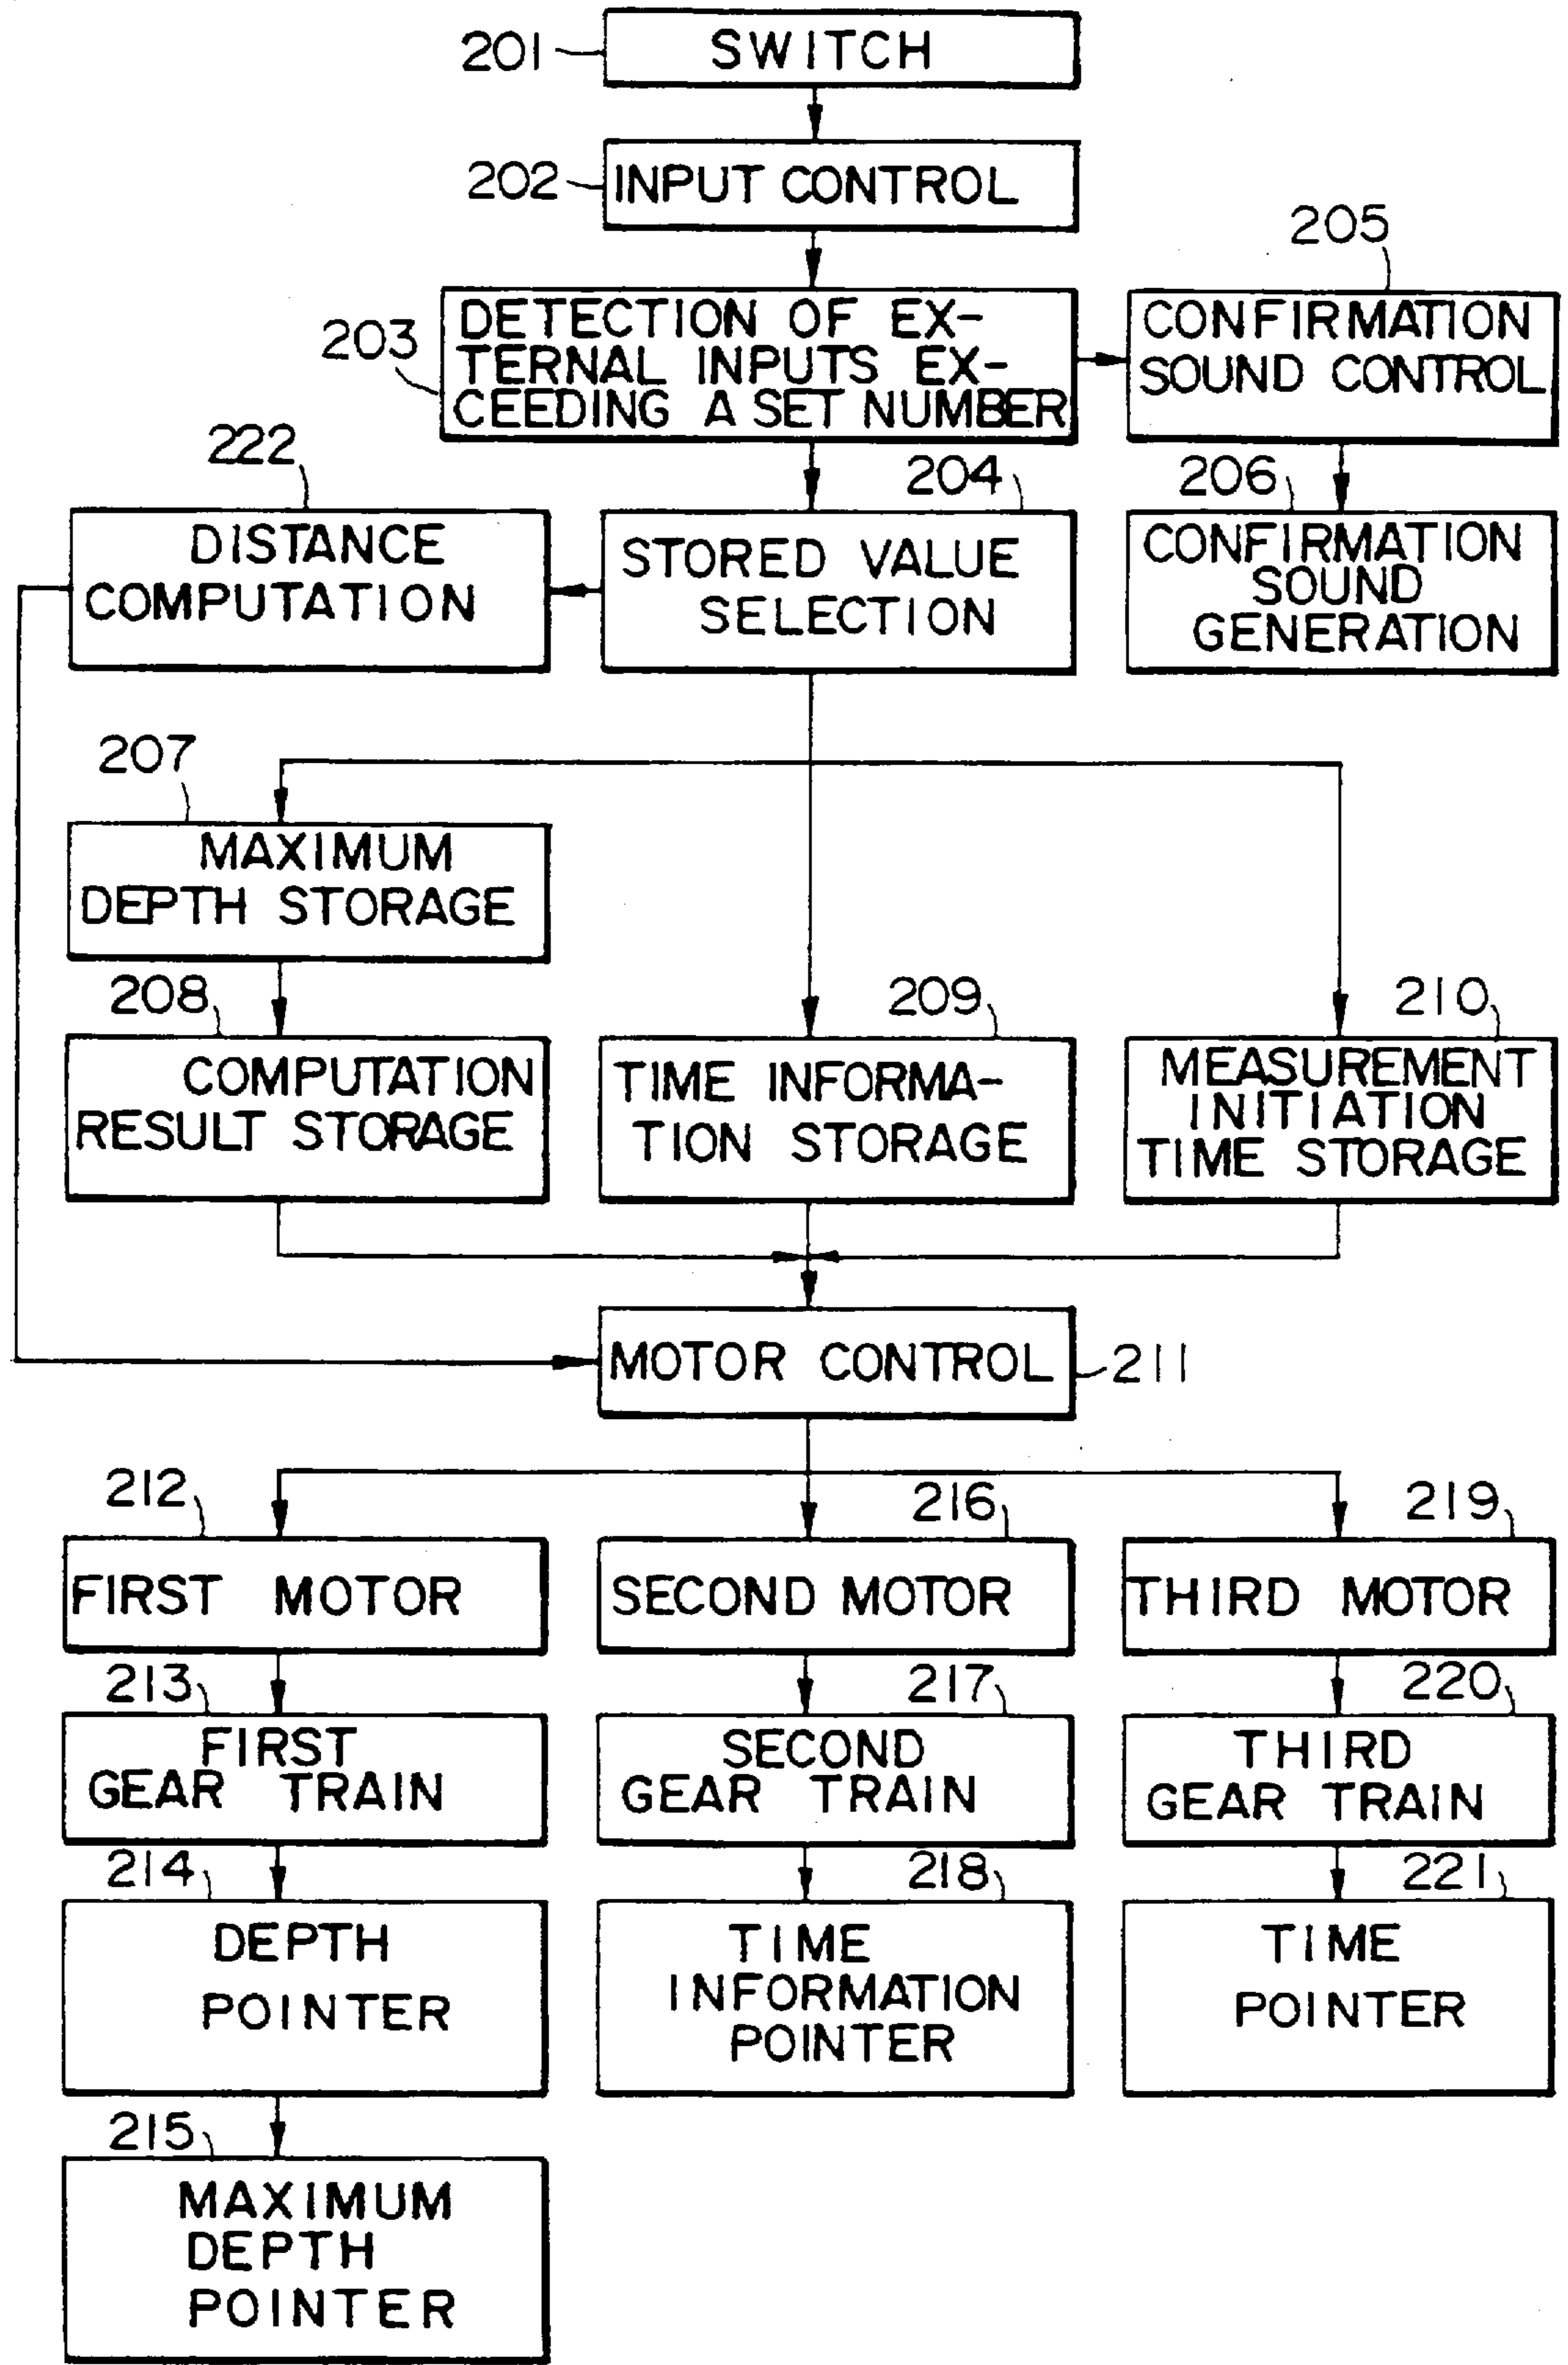 201
SWITCH
202
INPUT CONTROL
205
203
DETECTION OF EX-
TERNAL INPUTS EX-
CEEDING A SET NUMBER
CONFIRMATION
SOUND CONTROL
222
204
206
DISTANCE
COMPUTATION
STORED VALUE
SELECTION
CONFIRMATION
SOUND
GENERATION
207
MAXIMUM
DEPTH STORAGE
208
209
210
COMPUTATION
RESULT STORAGE
TIME INFORMA-
TION STORAGE
MEASUREMENT
INITIATION
TIME STORAGE
MOTOR CONTROL
211
212
216
219
FIRST MOTOR
SECOND MOTOR
THIRD MOTOR
213
217
220
FIRST
GEAR TRAIN
SECOND
GEAR TRAIN
THIRD
GEAR TRAIN
214
218
221
DEPTH
POINTER
TIME
INFORMATION
POINTER
TIME
POINTER
215
MAXIMUM
DEPTH
POINTER